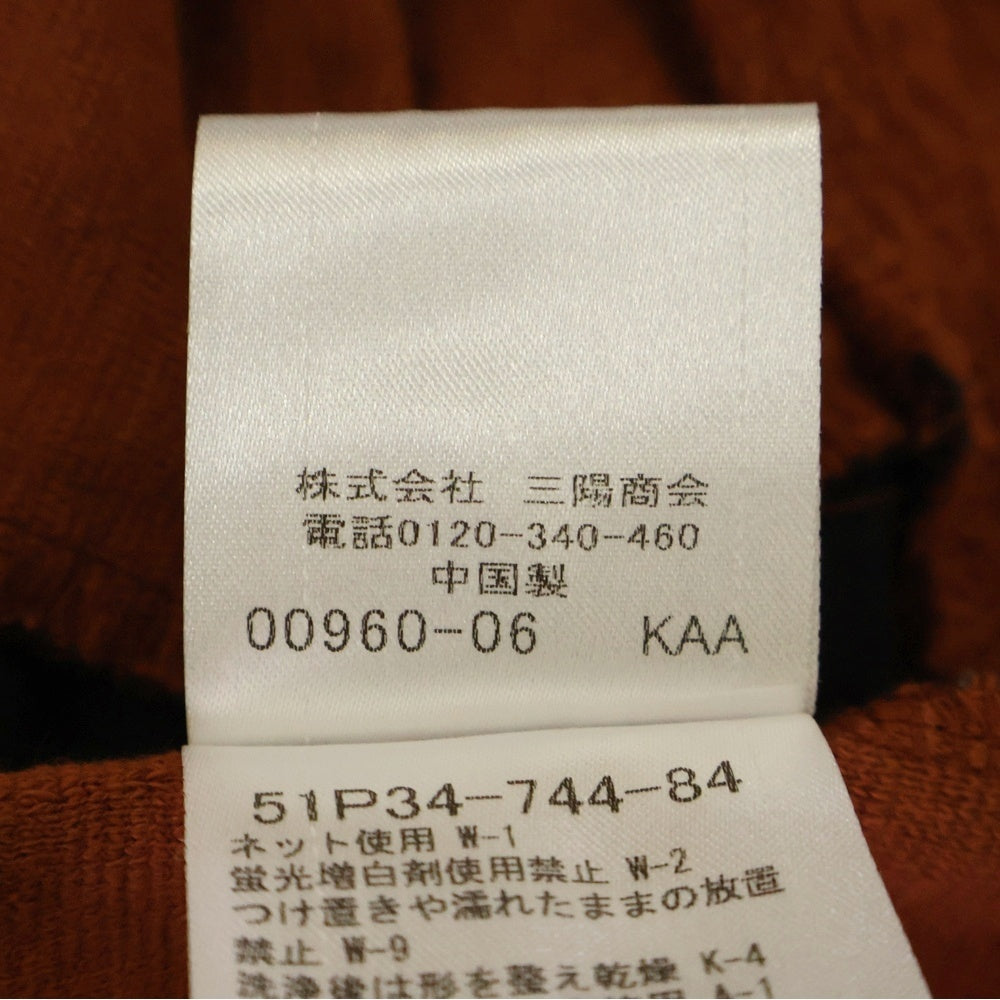 株式会社 三陽商会
電話0120-340-460
中国製
00960-06 KAA
51P34-744-84
ネット使用 W-1
蛍光増白剤使用禁止 W-2
つけ置きや濡れたままの放置
禁止 W-9
洗浄後は形を整え乾燥 K-4
使用 A-1